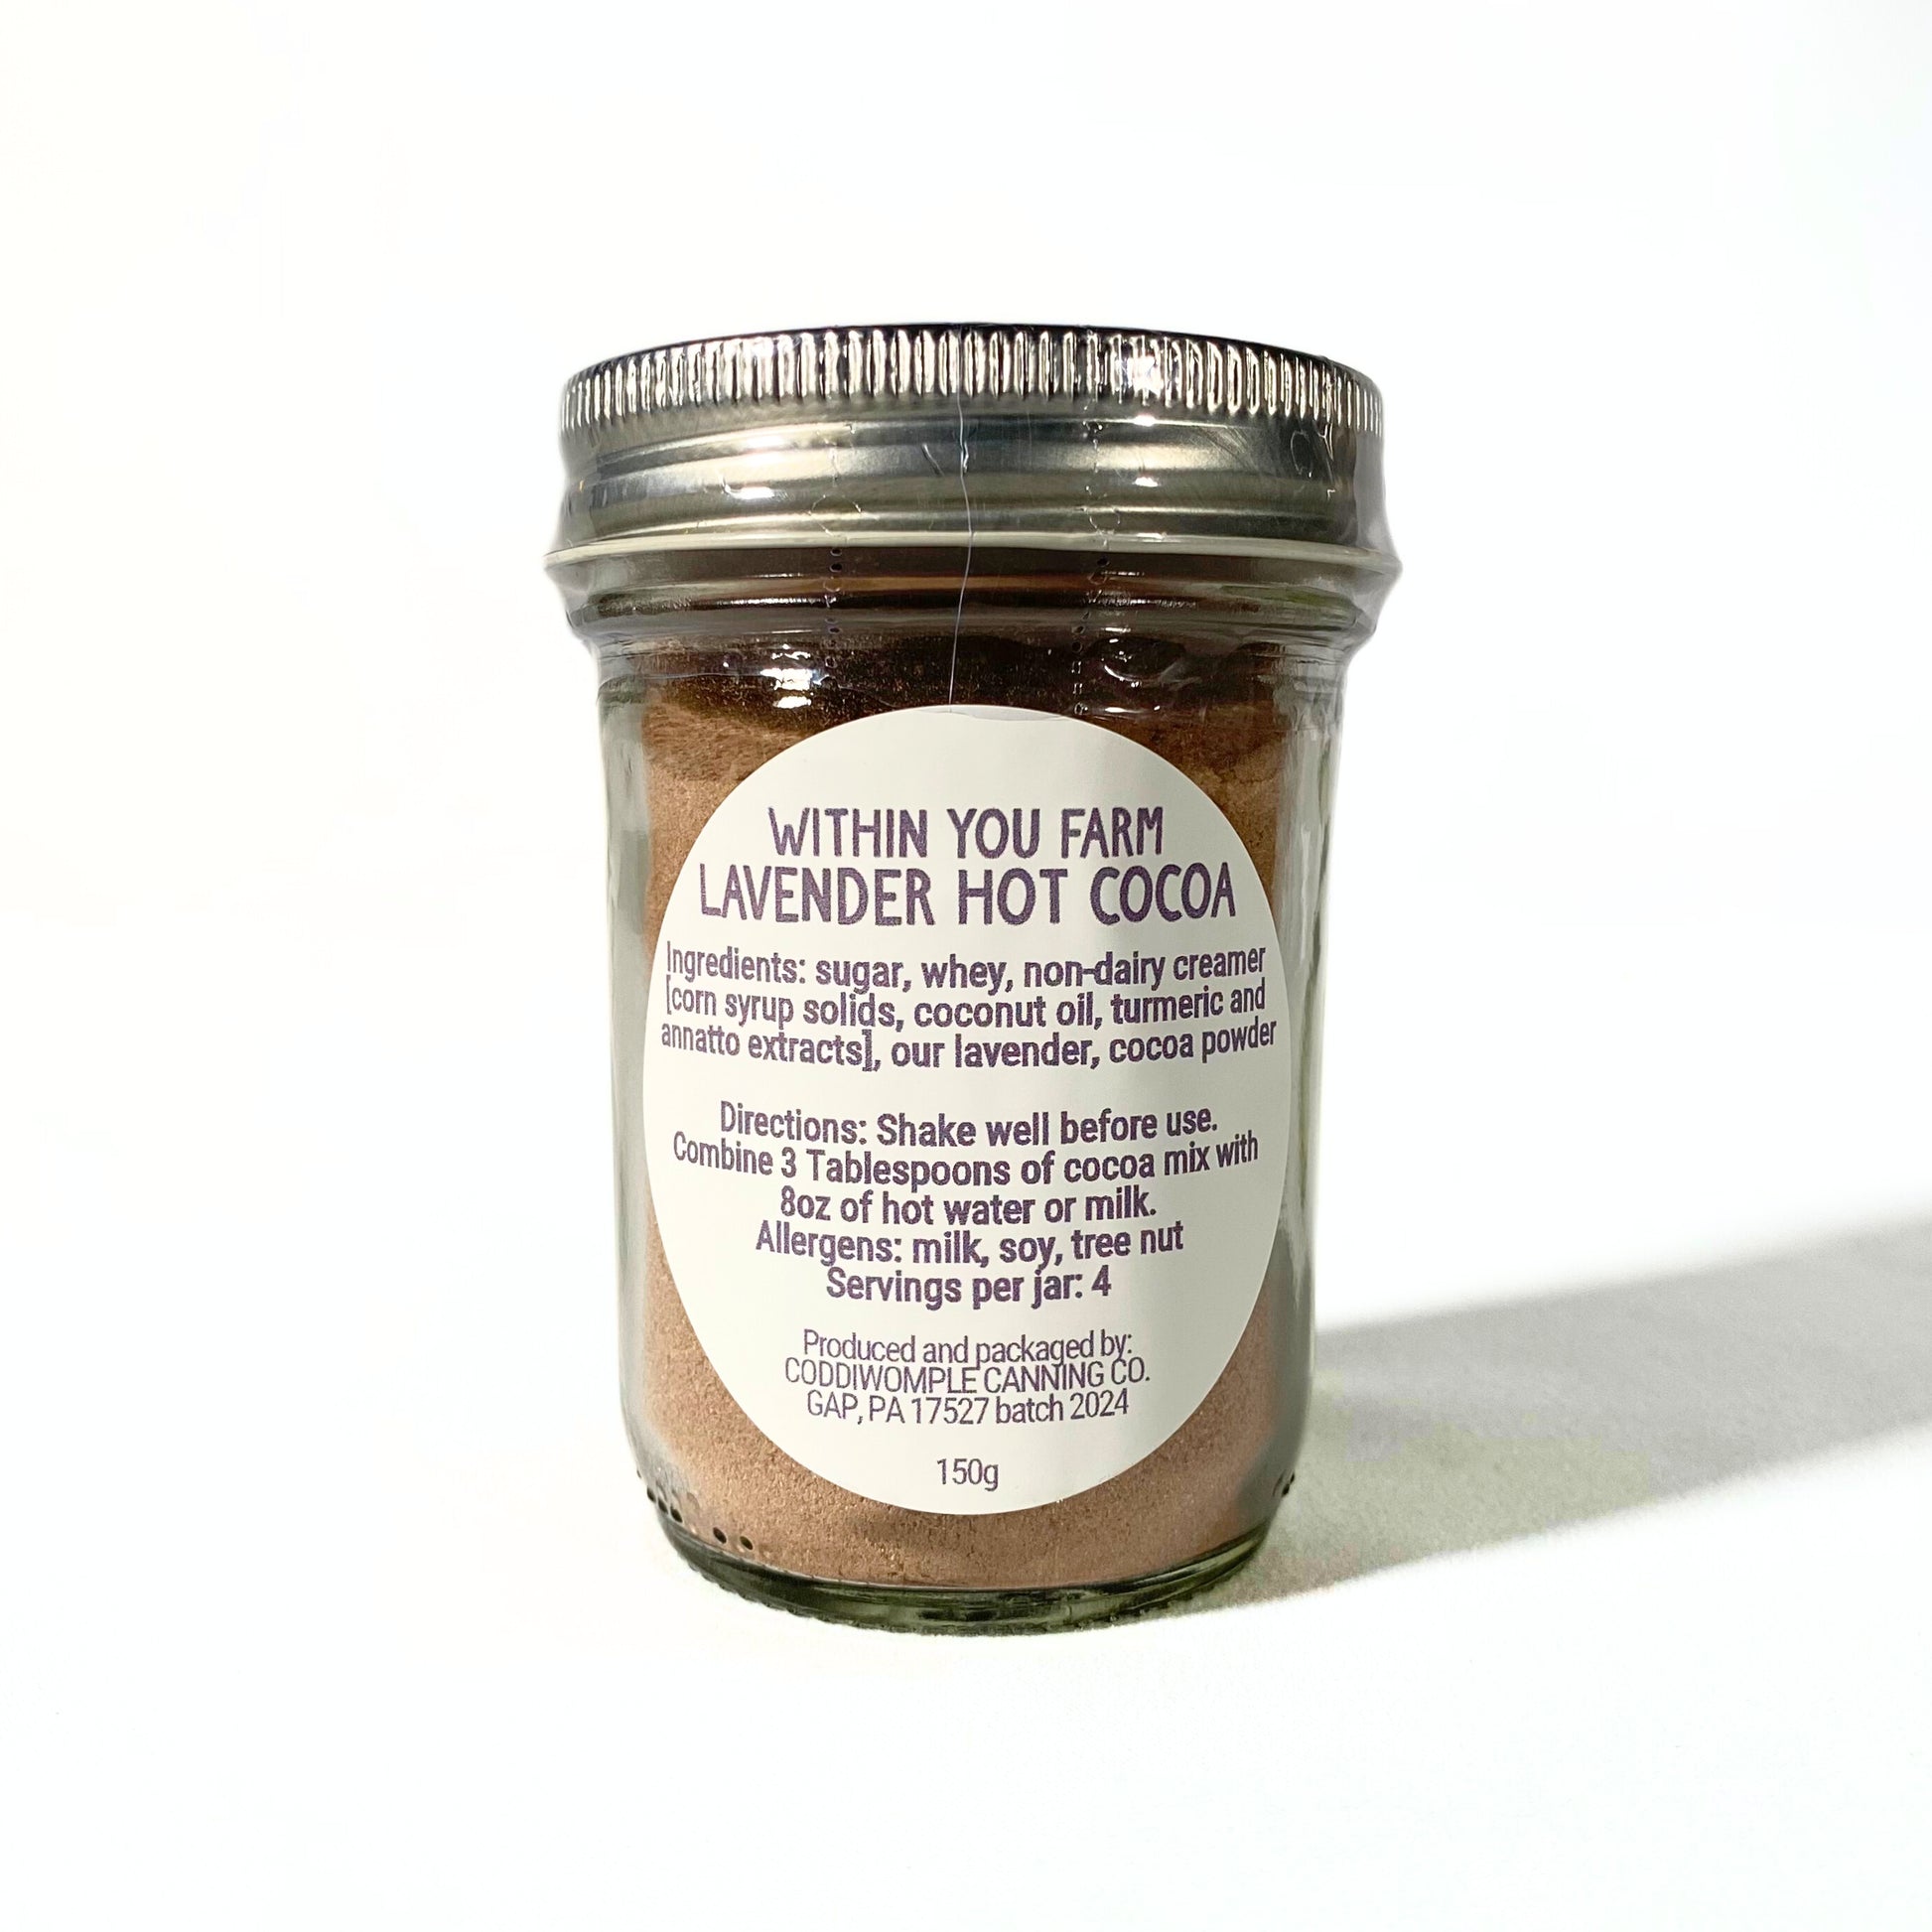 WITHIN YOU FARM
LAVENDER HOT COCOA
Ingredients: sugar, whey, non-dairy creamer
[corn syrup solids, coconut oil, turmeric and
annatto extracts], our lavender, cocoa powder
Directions: Shake well before use.
Combine 3 Tablespoons of cocoa mix with
8oz of hot water or milk.
Allergens: milk, soy, tree nut
Servings per jar: 4
Produced and packaged by:
CODDIWOMPLE CANNING CO.
GAP, PA 17527 batch 2024
150g